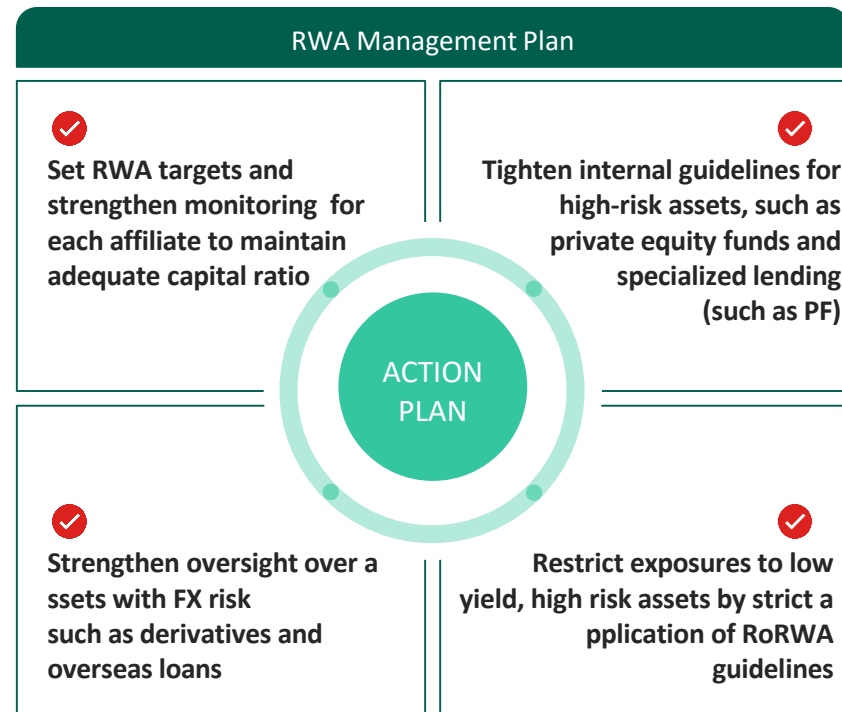 RWA Management Plan
Set RWA targets and
strengthen monitoring for
each affiliate to maintain
adequate capital ratio
Tighten internal guidelines for
high-risk assets, such as
private equity funds and
specialized lending
(such as PF)
ACTION
PLAN
Strengthen oversight over a
ssets with FX risk
such as derivatives and
overseas loans
Restrict exposures to low
yield, high risk assets by strict a
pplication of RoRWA
guidelines